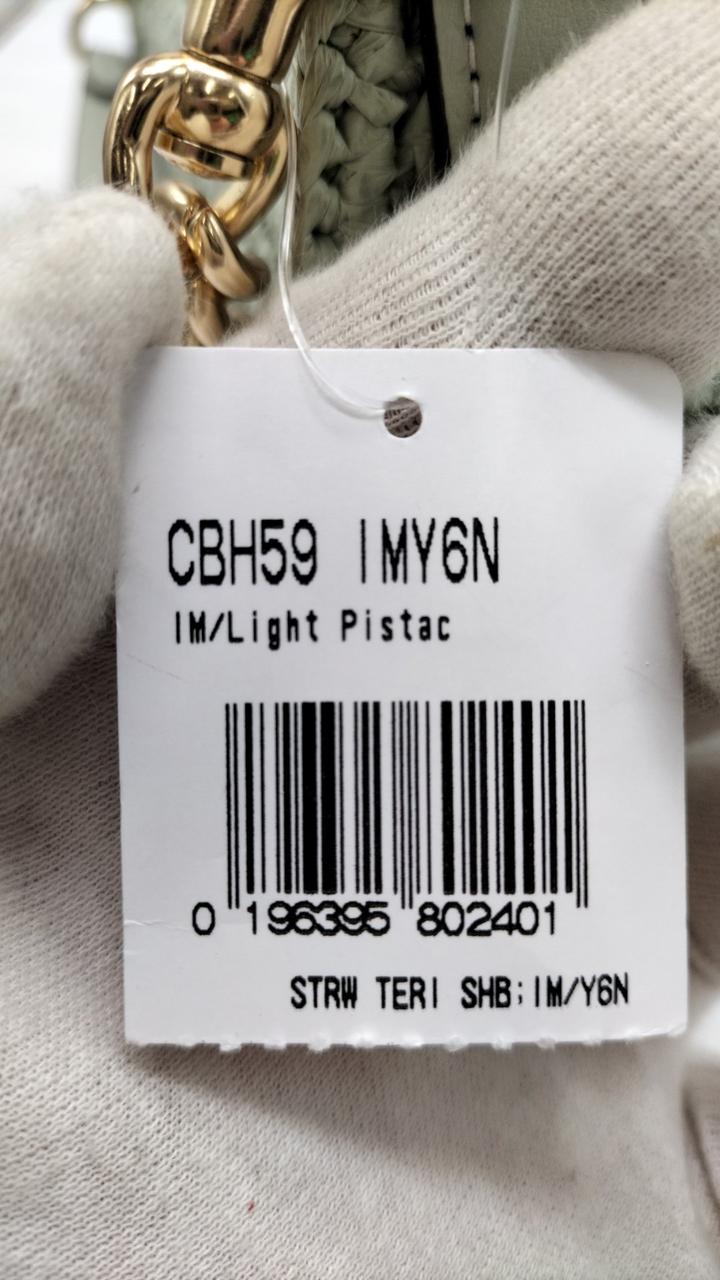 CBH59 IMY6N
IM/Light Pistac
0 196395 802401
STRW TERI SHB;IM/Y6N